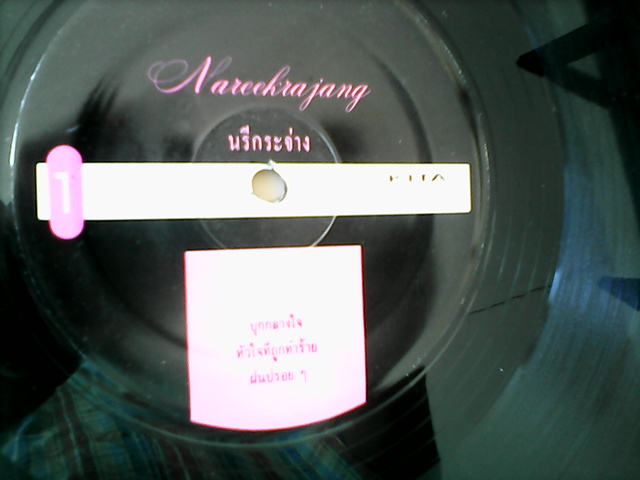 Nareekrajang
นรีกระจ่าง
1
KITA
บุกกลางใจ
หัวใจที่ถูกทำร้าย
ฝนปรอย ๆ